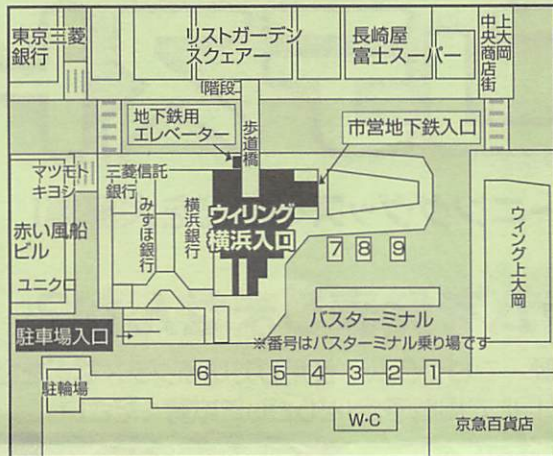 東京三菱
銀行
リストガーデン
スクェアー
長崎屋
富士スーパー
上大岡
中央商店街
階段
地下鉄用
エレベーター
歩道橋
市営地下鉄入口
マツモト
キヨシ
三菱信託
銀行
みずほ銀行
横浜銀行
ウィリング
横浜入口
赤い風船
ビル
ユニクロ
7 8 9
ウィング上大岡
バスターミナル
※番号はバスターミナル乗り場です
駐車場入口
6 5 4 3 2 1
駐輪場
W・C
京急百貨店